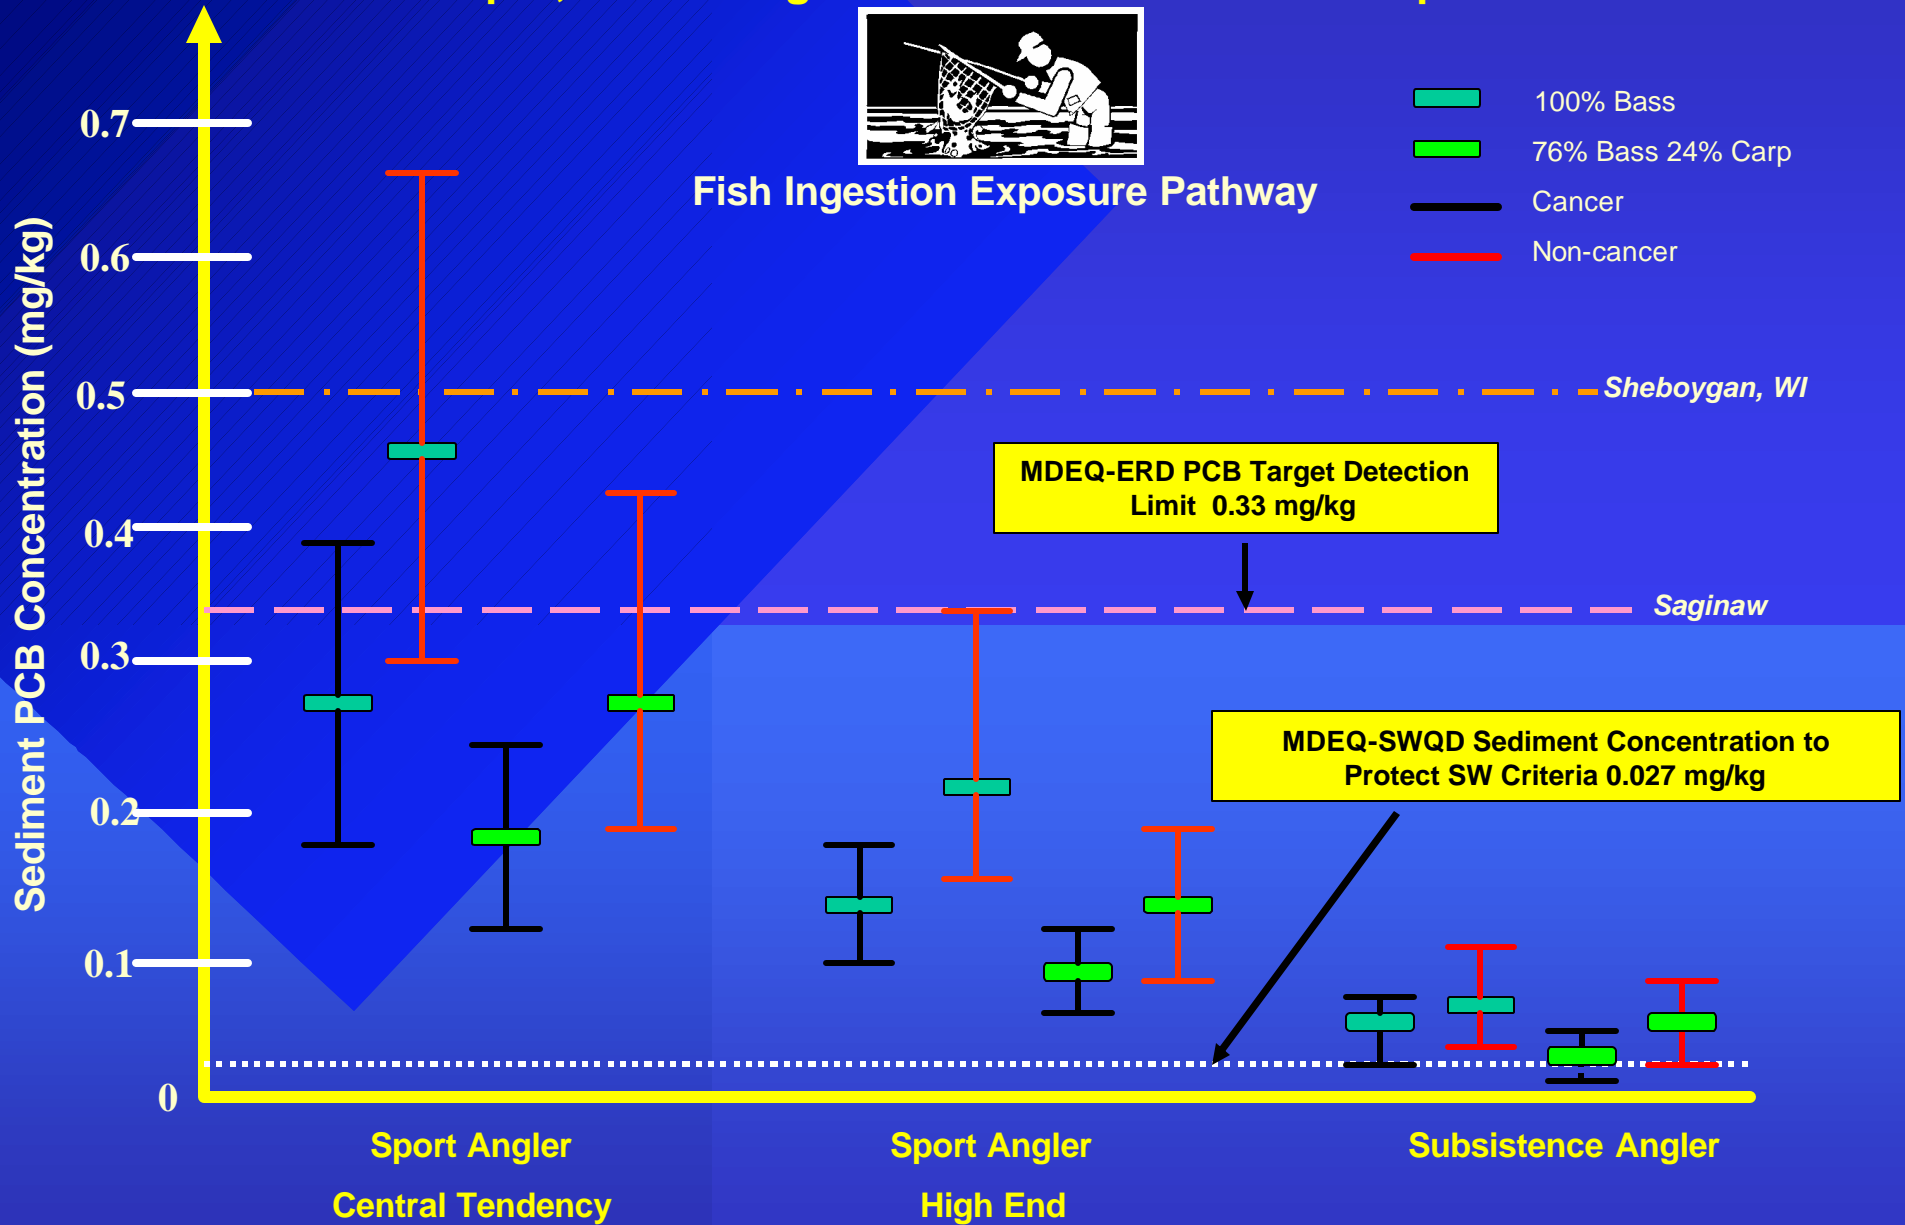 Fish Ingestion Exposure Pathway
100% Bass
76% Bass 24% Carp
Cancer
Non-cancer
Sediment PCB Concentration (mg/kg)
0.7
0.6
0.5
0.4
0.3
0.2
0.1
0
Sheboygan, WI
MDEQ-ERD PCB Target Detection
Limit 0.33 mg/kg
Saginaw
MDEQ-SWQD Sediment Concentration to
Protect SW Criteria 0.027 mg/kg
Sport Angler
Central Tendency
Sport Angler
High End
Subsistence Angler